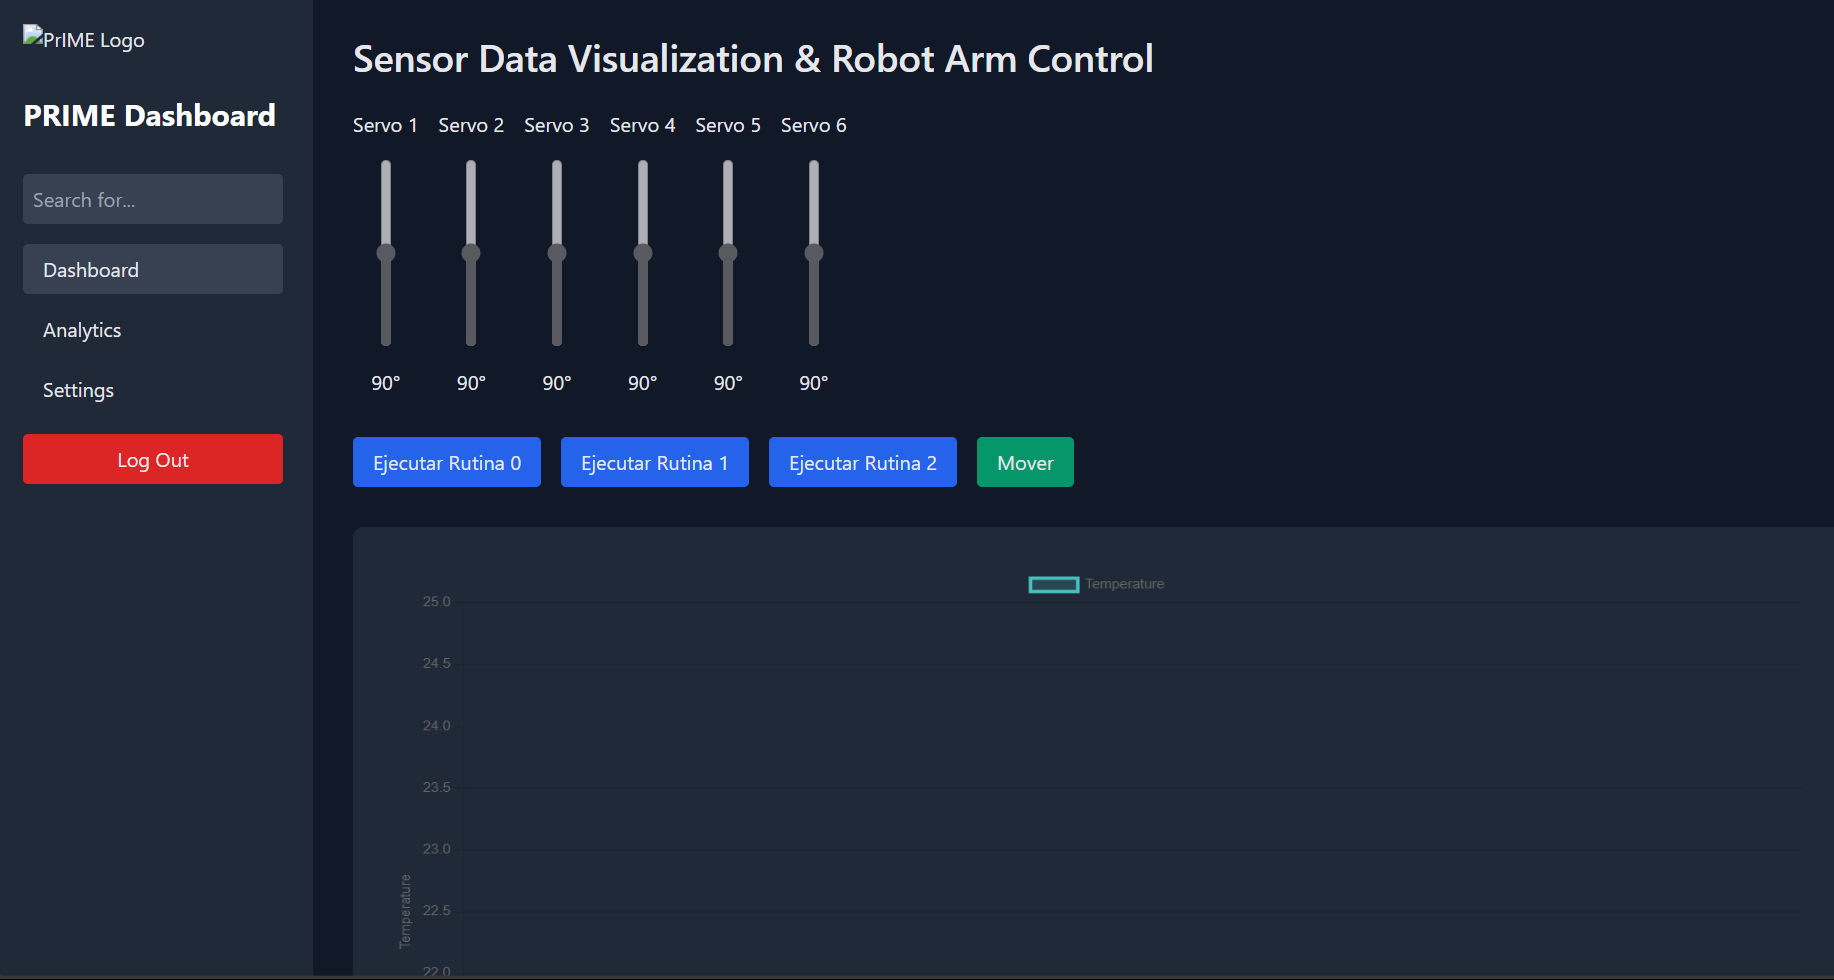 PrIME Logo
PRIME Dashboard
Search for...
Dashboard
Analytics
Settings
Log Out
Sensor Data Visualization & Robot Arm Control
Servo 1 Servo 2 Servo 3 Servo 4 Servo 5 Servo 6
90° 90° 90° 90° 90° 90°
Ejecutar Rutina 0 Ejecutar Rutina 1 Ejecutar Rutina 2 Mover
Temperature
25.0
24.5
24.0
23.5
23.0
22.5
22.0
Temperature